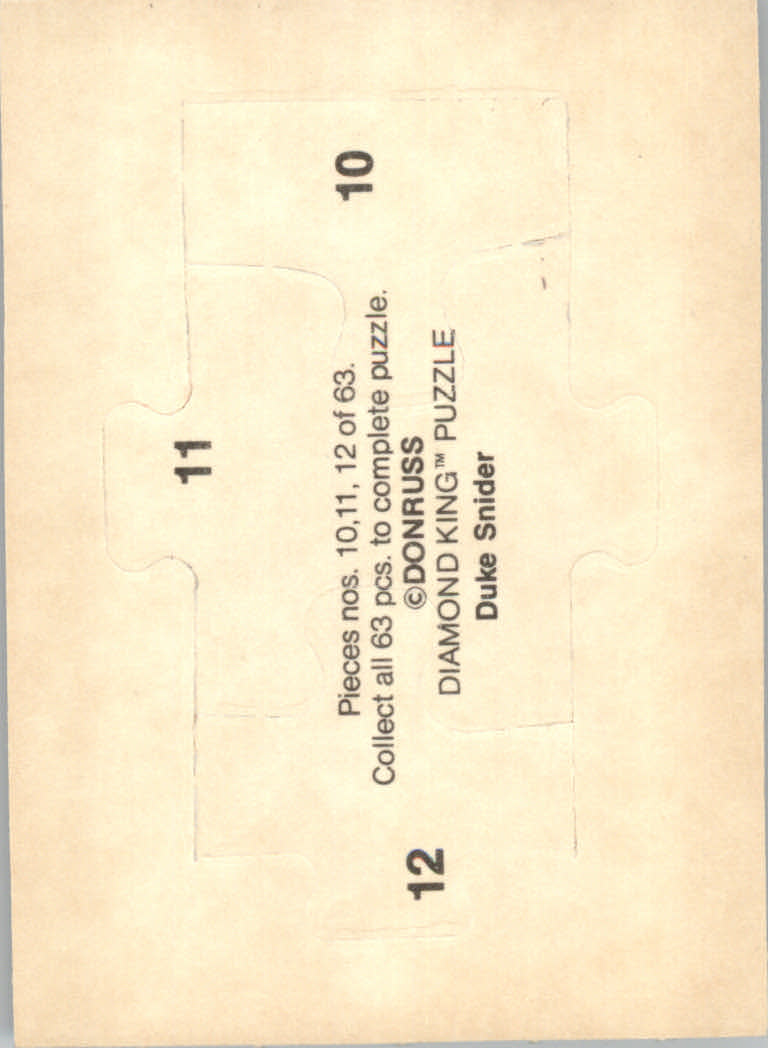 11
10
12
Pieces nos. 10,11, 12 of 63.
Collect all 63 pcs. to complete puzzle.
©DONRUSS
DIAMOND KING™ PUZZLE
Duke Snider